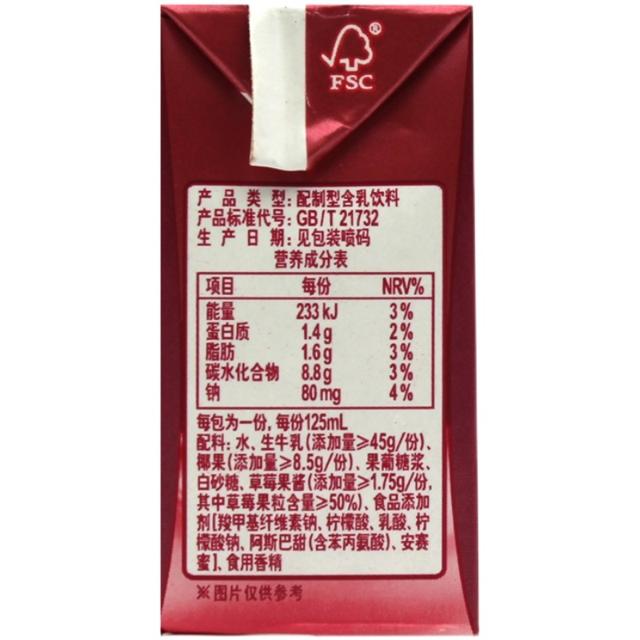 FSC®
产品类型:配制型含乳饮料
产品标准代号:GB/T 21732
生产日期:见包装喷码
营养成分表
项目 每份 NRV%
能量 233 kJ 3%
蛋白质 1.4 g 2%
脂肪 1.6 g 3%
碳水化合物 8.8 g 3%
钠 80 mg 4%
每包为一份,每份125mL
配料:水、生牛乳(添加量≥45g/份)、
椰果(添加量≥8.5g/份)、果葡糖浆、
白砂糖、草莓果酱(添加量≥1.75g/份,
其中草莓果粒含量≥50%)、食品添加
剂[羧甲基纤维素钠、柠檬酸、乳酸、柠
檬酸钠、阿斯巴甜(含苯丙氨酸)、安赛
蜜]、食用香精
※图片仅供参考